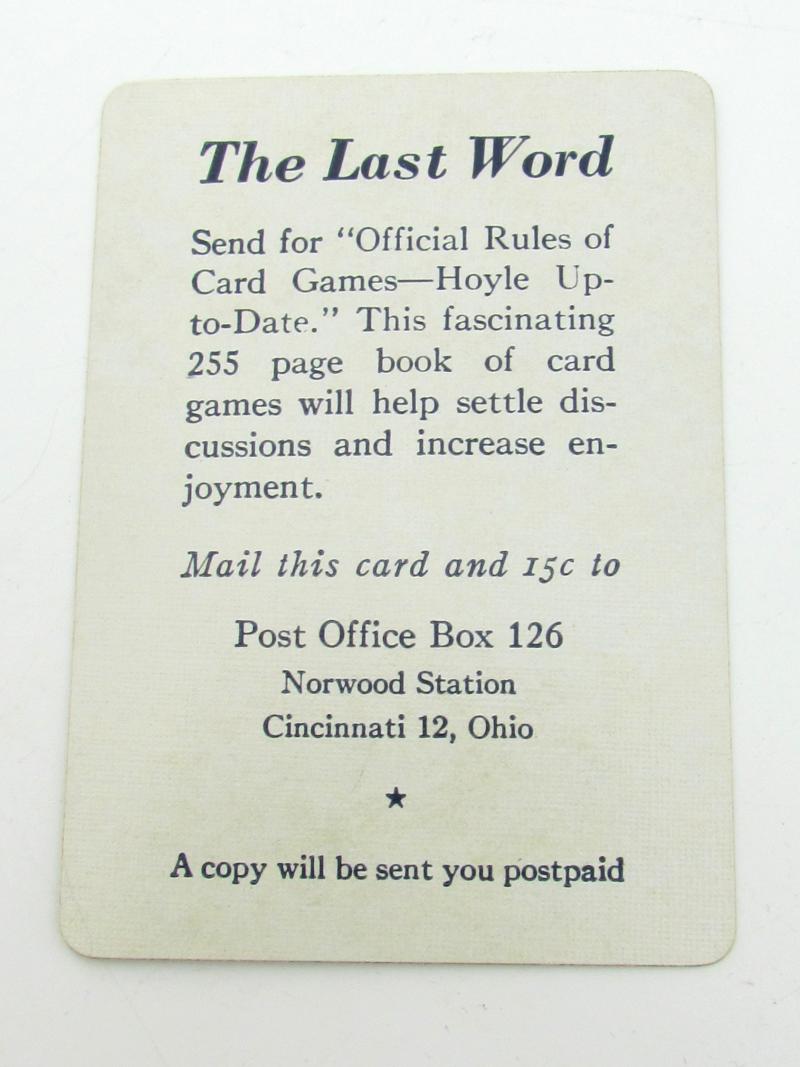 The Last Word
Send for “Official Rules of
Card Games—Hoyle Up-
to-Date.” This fascinating
255 page book of card
games will help settle dis-
cussions and increase en-
joyment.
Mail this card and 15c to
Post Office Box 126
Norwood Station
Cincinnati 12, Ohio
★
A copy will be sent you postpaid